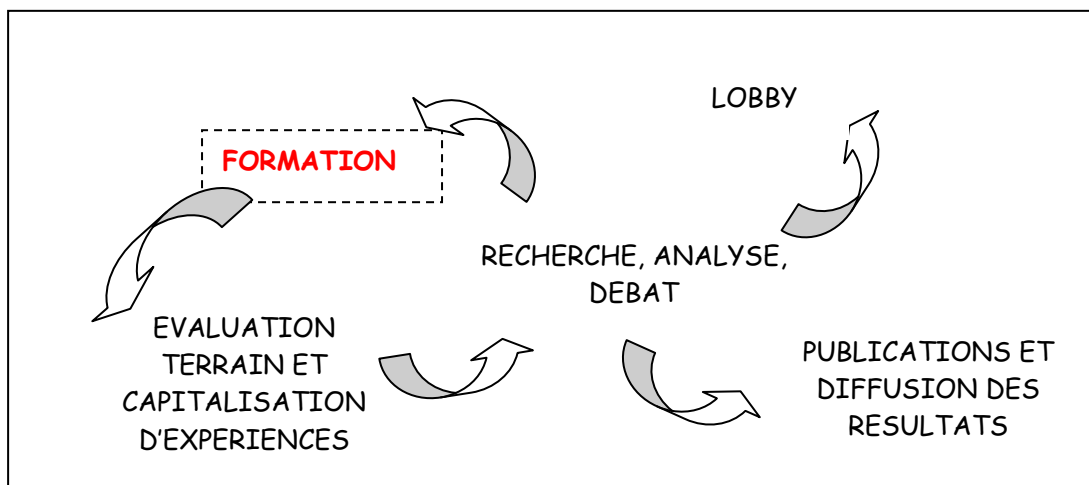 LOBBY
FORMATION
RECHERCHE, ANALYSE,
DEBAT
EVALUATION
TERRAIN ET
CAPITALISATION
D'EXPERIENCES
PUBLICATIONS ET
DIFFUSION DES
RESULTATS